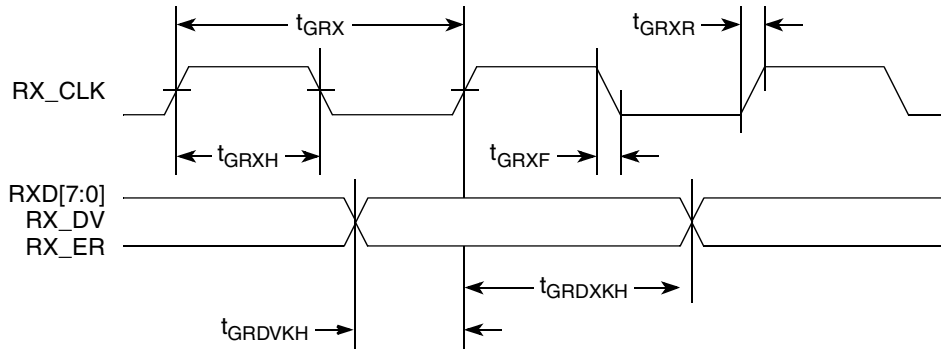 tGRX
tGRXR
RX_CLK
tGRXH
tGRXF
RXD[7:0]
RX_DV
RX_ER
tGRDXKH
tGRDVKH